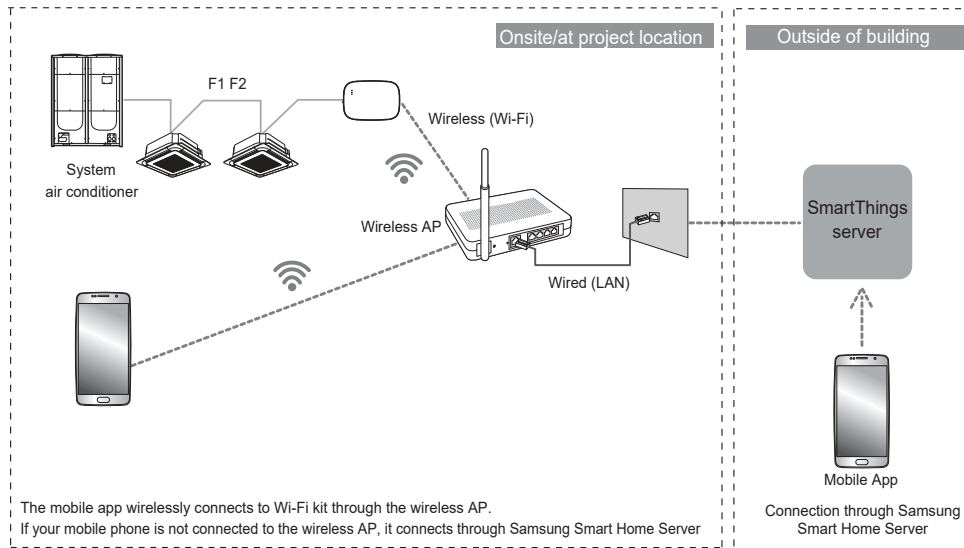 Onsite/at project location
Outside of building
F1 F2
Wireless (Wi-Fi)
System
air conditioner
Wireless AP
SmartThings
server
Wired (LAN)
Mobile App
The mobile app wirelessly connects to Wi-Fi kit through the wireless AP.
If your mobile phone is not connected to the wireless AP, it connects through Samsung Smart Home Server
Connection through Samsung
Smart Home Server